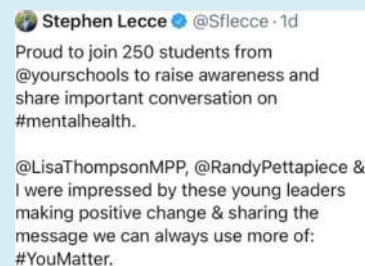 Stephen Lecce @Sflecce · 1d
Proud to join 250 students from
@yourschools to raise awareness and
share important conversation on
#mentalhealth.
@LisaThompsonMPP, @RandyPettapiece &
I were impressed by these young leaders
making positive change & sharing the
message we can always use more of:
#YouMatter.